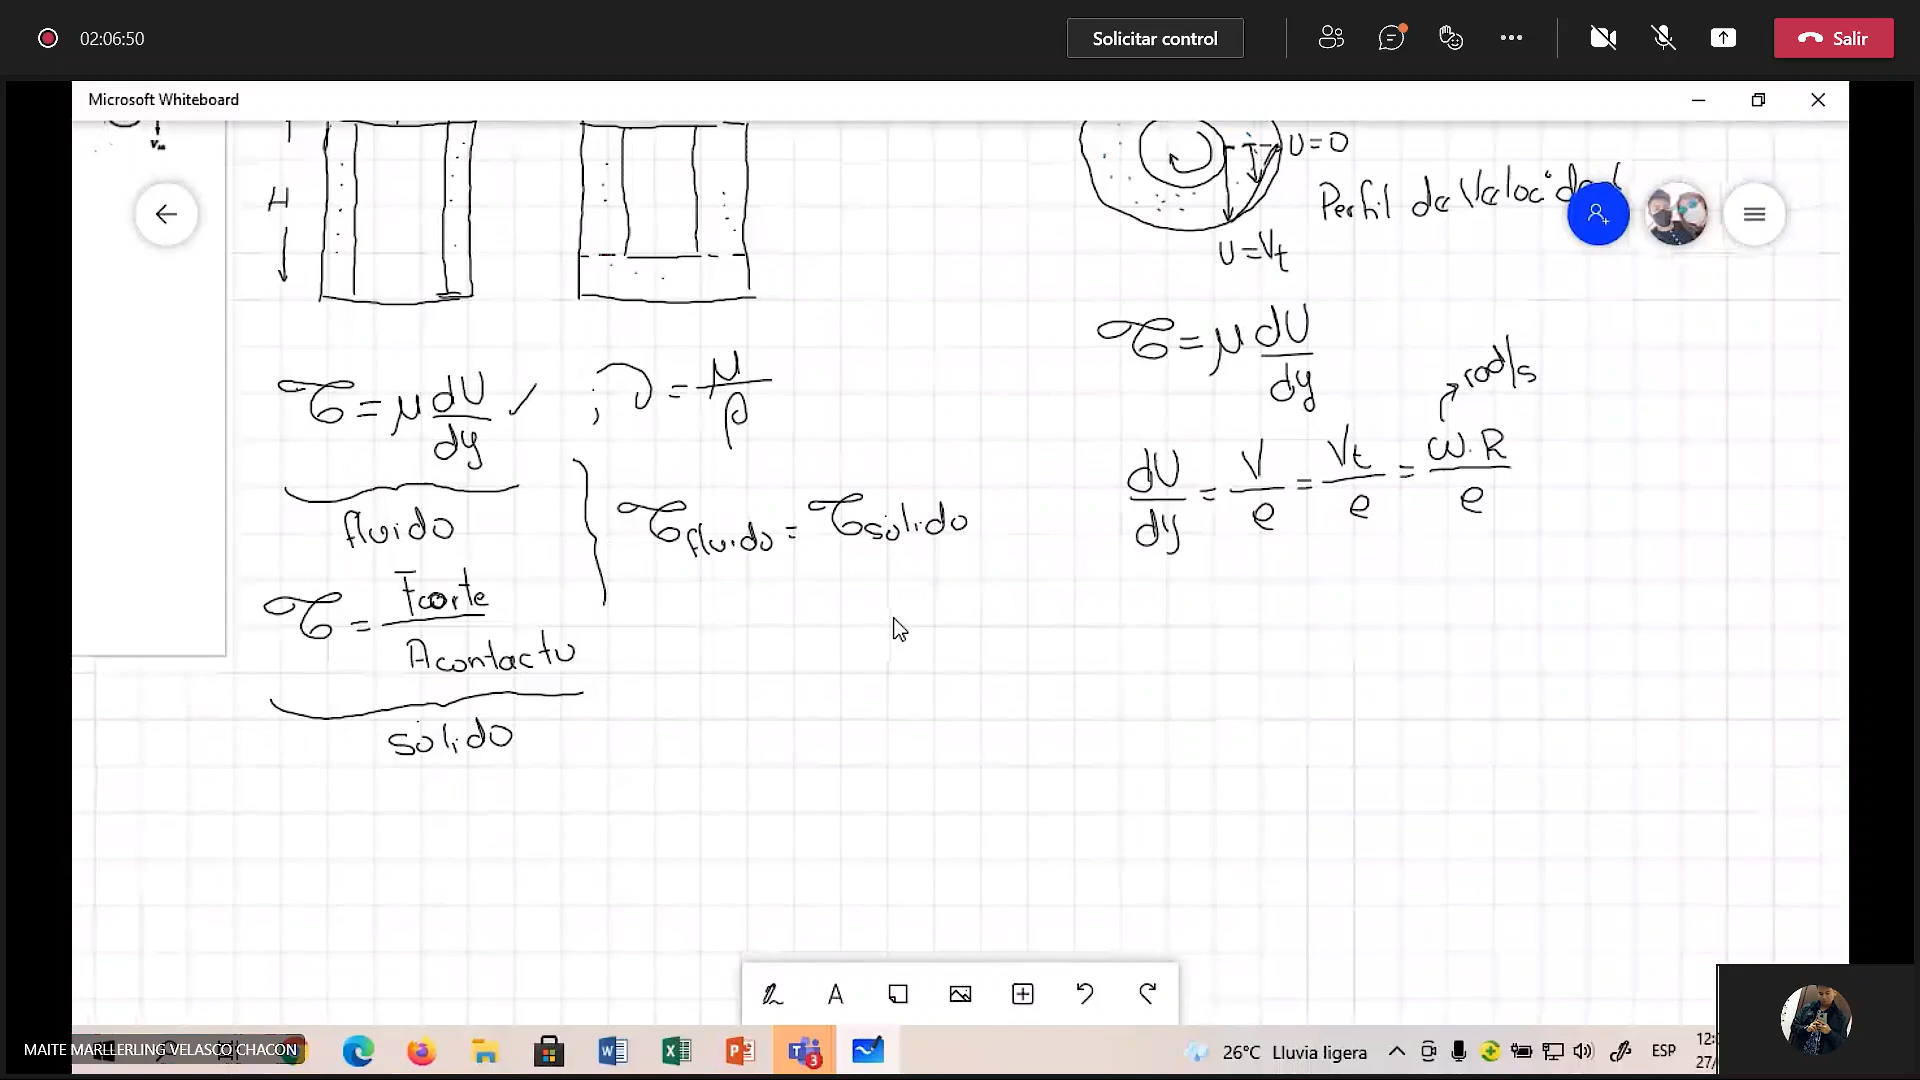 02:06:50
Solicitar control
Salir
Microsoft Whiteboard
H
U=0
Perfil de Velocidad
U=Vt
τ = μ dU/dy ✓ ; ν = μ/ρ
fluido
τ = Fcorte / Acontacto
solido
τfluido = τsolido
τ = μ dU/dy
rad/s
dU/dy = V/e = Vt/e = ω.R/e
MAITE MARLLERLING VELASCO CHACON
3
26°C Lluvia ligera
ESP